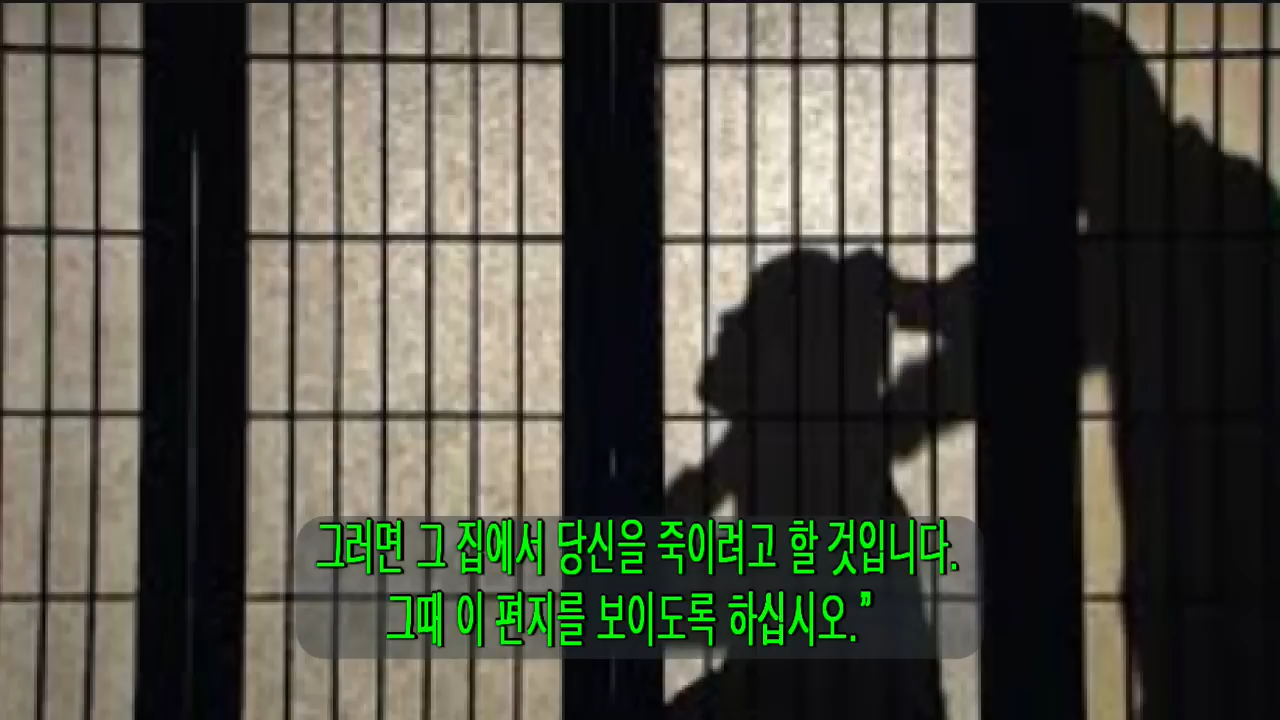 그러면 그 집에서 당신을 죽이려고 할 것입니다.
그때 이 편지를 보이도록 하십시오.”